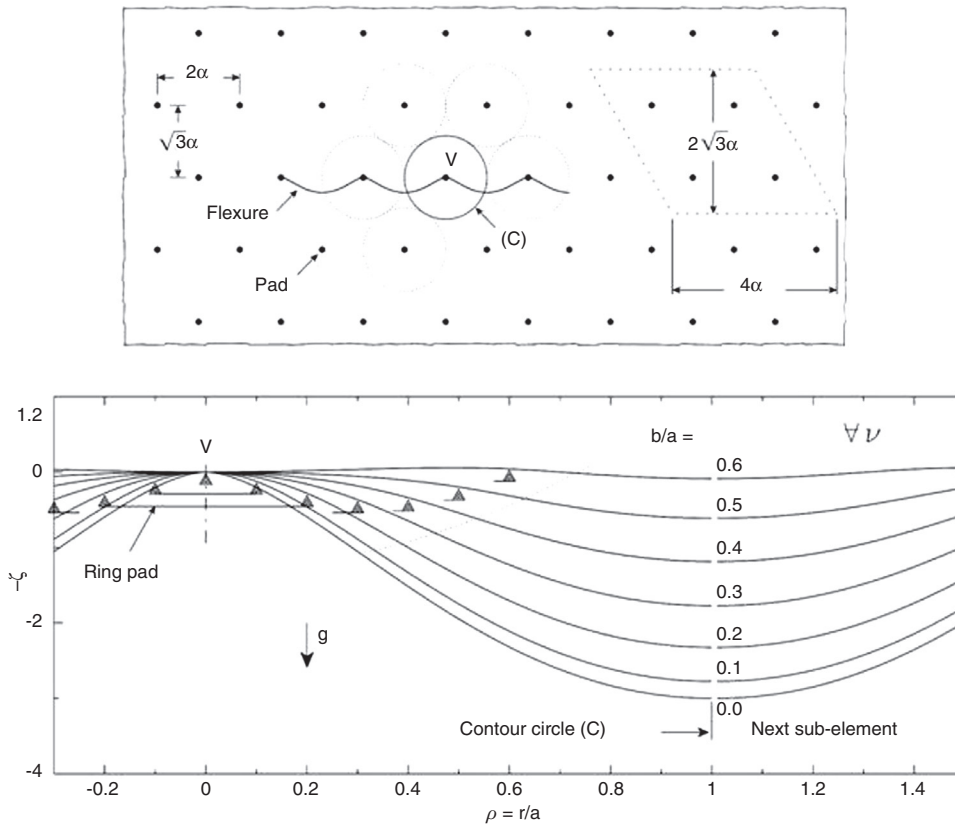 2α
√3α
V
2√3α
Flexure
(C)
Pad
4α
1.2
b/a =
∀ ν
V
0
0.6
0.5
0.4
0.3
Ring pad
–ζ
-2
g
0.2
0.1
0.0
Contour circle (C)
Next sub-element
-4
-0.2
0
0.2
0.4
0.6
0.8
1
1.2
1.4
ρ = r/a